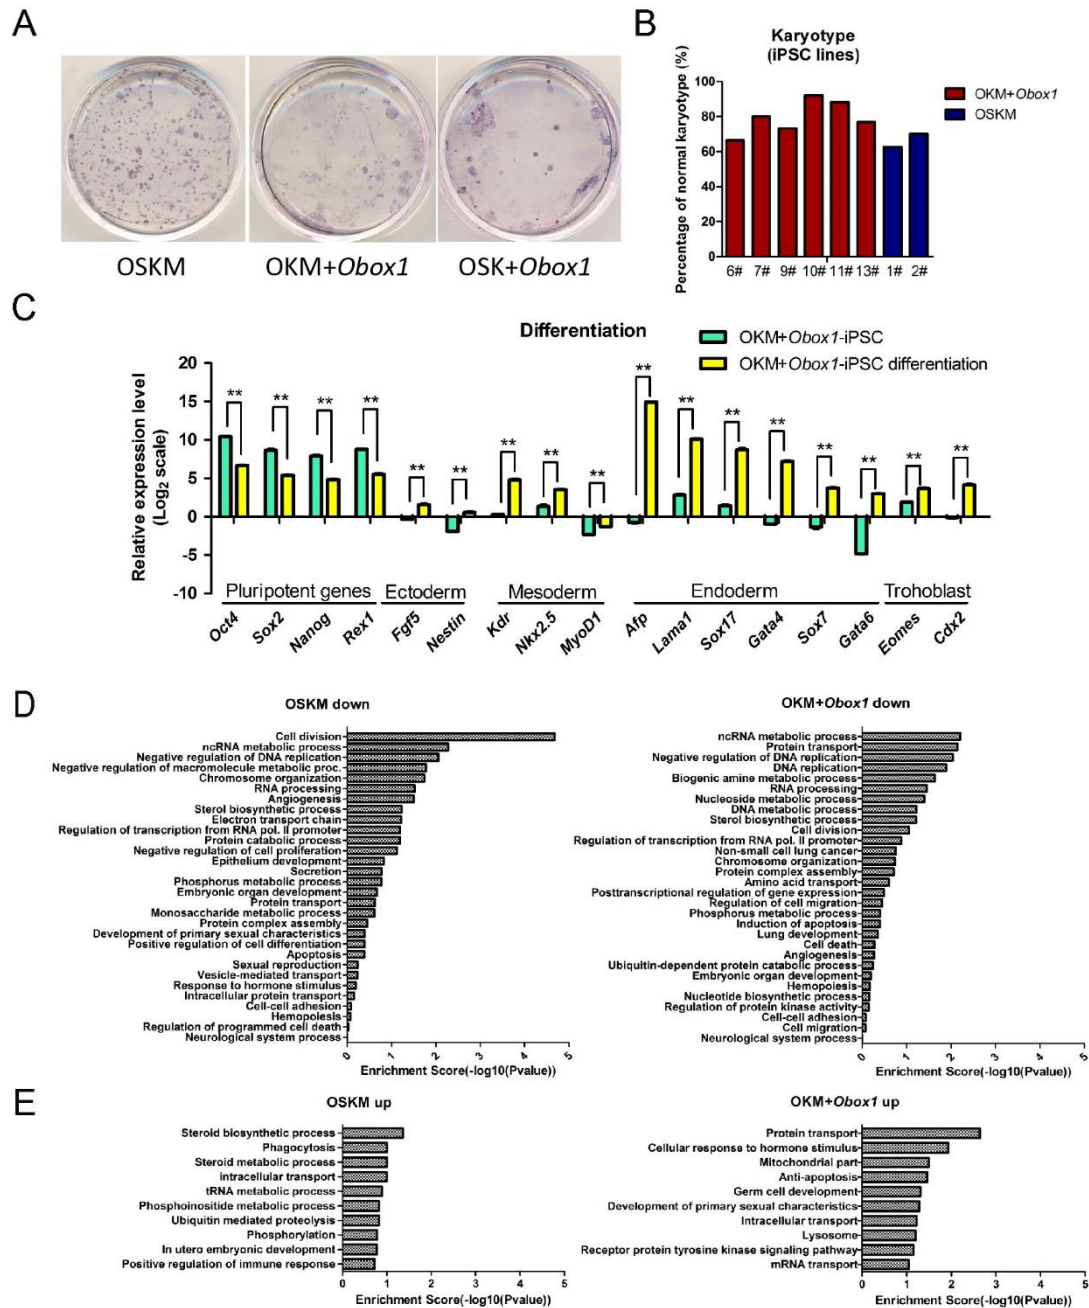 A
OSKM
OKM+Obox1
OSK+Obox1
B
Karyotype
(iPSC lines)
Percentage of normal karyotype (%)
100
80
60
40
20
0
6# 7# 9# 10# 11# 13# 1# 2#
OKM+Obox1
OSKM
C
Differentiation
OKM+Obox1-iPSC
OKM+Obox1-iPSC differentiation
Relative expression level
(Log2 scale)
20
15
10
5
0
-5
-10
** ** ** ** ** ** ** ** ** ** ** ** ** ** ** ** **
Pluripotent genes Ectoderm Mesoderm Endoderm Trohoblast
Oct4 Sox2 Nanog Rex1 Fgf5 Nestin Kdr Nkx2.5 MyoD1 Afp Lama1 Sox17 Gata4 Sox7 Gata6 Eomes Cdx2
D
OSKM down
Cell division
ncRNA metabolic process
Negative regulation of DNA replication
Negative regulation of macromolecule metabolic proc.
Chromosome organization
RNA processing
Angiogenesis
Sterol biosynthetic process
Electron transport chain
Regulation of transcription from RNA pol. II promoter
Protein catabolic process
Negative regulation of cell proliferation
Epithelium development
Secretion
Phosphorus metabolic process
Embryonic organ development
Protein transport
Monosaccharide metabolic process
Protein complex assembly
Development of primary sexual characteristics
Positive regulation of cell differentiation
Apoptosis
Sexual reproduction
Vesicle-mediated transport
Response to hormone stimulus
Intracellular protein transport
Cell-cell adhesion
Hemopoiesis
Regulation of programmed cell death
Neurological system process
0 1 2 3 4 5
Enrichment Score(-log10(Pvalue))
OKM+Obox1 down
ncRNA metabolic process
Protein transport
Negative regulation of DNA replication
DNA replication
Biogenic amine metabolic process
RNA processing
Nucleoside metabolic process
DNA metabolic process
Sterol biosynthetic process
Cell division
Regulation of transcription from RNA pol. II promoter
Non-small cell lung cancer
Chromosome organization
Protein complex assembly
Amino acid transport
Posttranscriptional regulation of gene expression
Regulation of cell migration
Phosphorus metabolic process
Induction of apoptosis
Lung development
Cell death
Angiogenesis
Ubiquitin-dependent protein catabolic process
Embryonic organ development
Hemopoiesis
Nucleotide biosynthetic process
Regulation of protein kinase activity
Cell-cell adhesion
Cell migration
Neurological system process
0 1 2 3 4 5
Enrichment Score(-log10(Pvalue))
E
OSKM up
Steroid biosynthetic process
Phagocytosis
Steroid metabolic process
intracellular transport
tRNA metabolic process
Phosphoinositide metabolic process
Ubiquitin mediated proteolysis
Phosphorylation
In utero embryonic development
Positive regulation of immune response
0 1 2 3 4 5
Enrichment Score(-log10(Pvalue))
OKM+Obox1 up
Protein transport
Cellular response to hormone stimulus
Mitochondrial part
Anti-apoptosis
Germ cell development
Development of primary sexual characteristics
Intracellular transport
Lysosome
Receptor protein tyrosine kinase signaling pathway
mRNA transport
0 1 2 3 4 5
Enrichment Score(-log10(Pvalue))